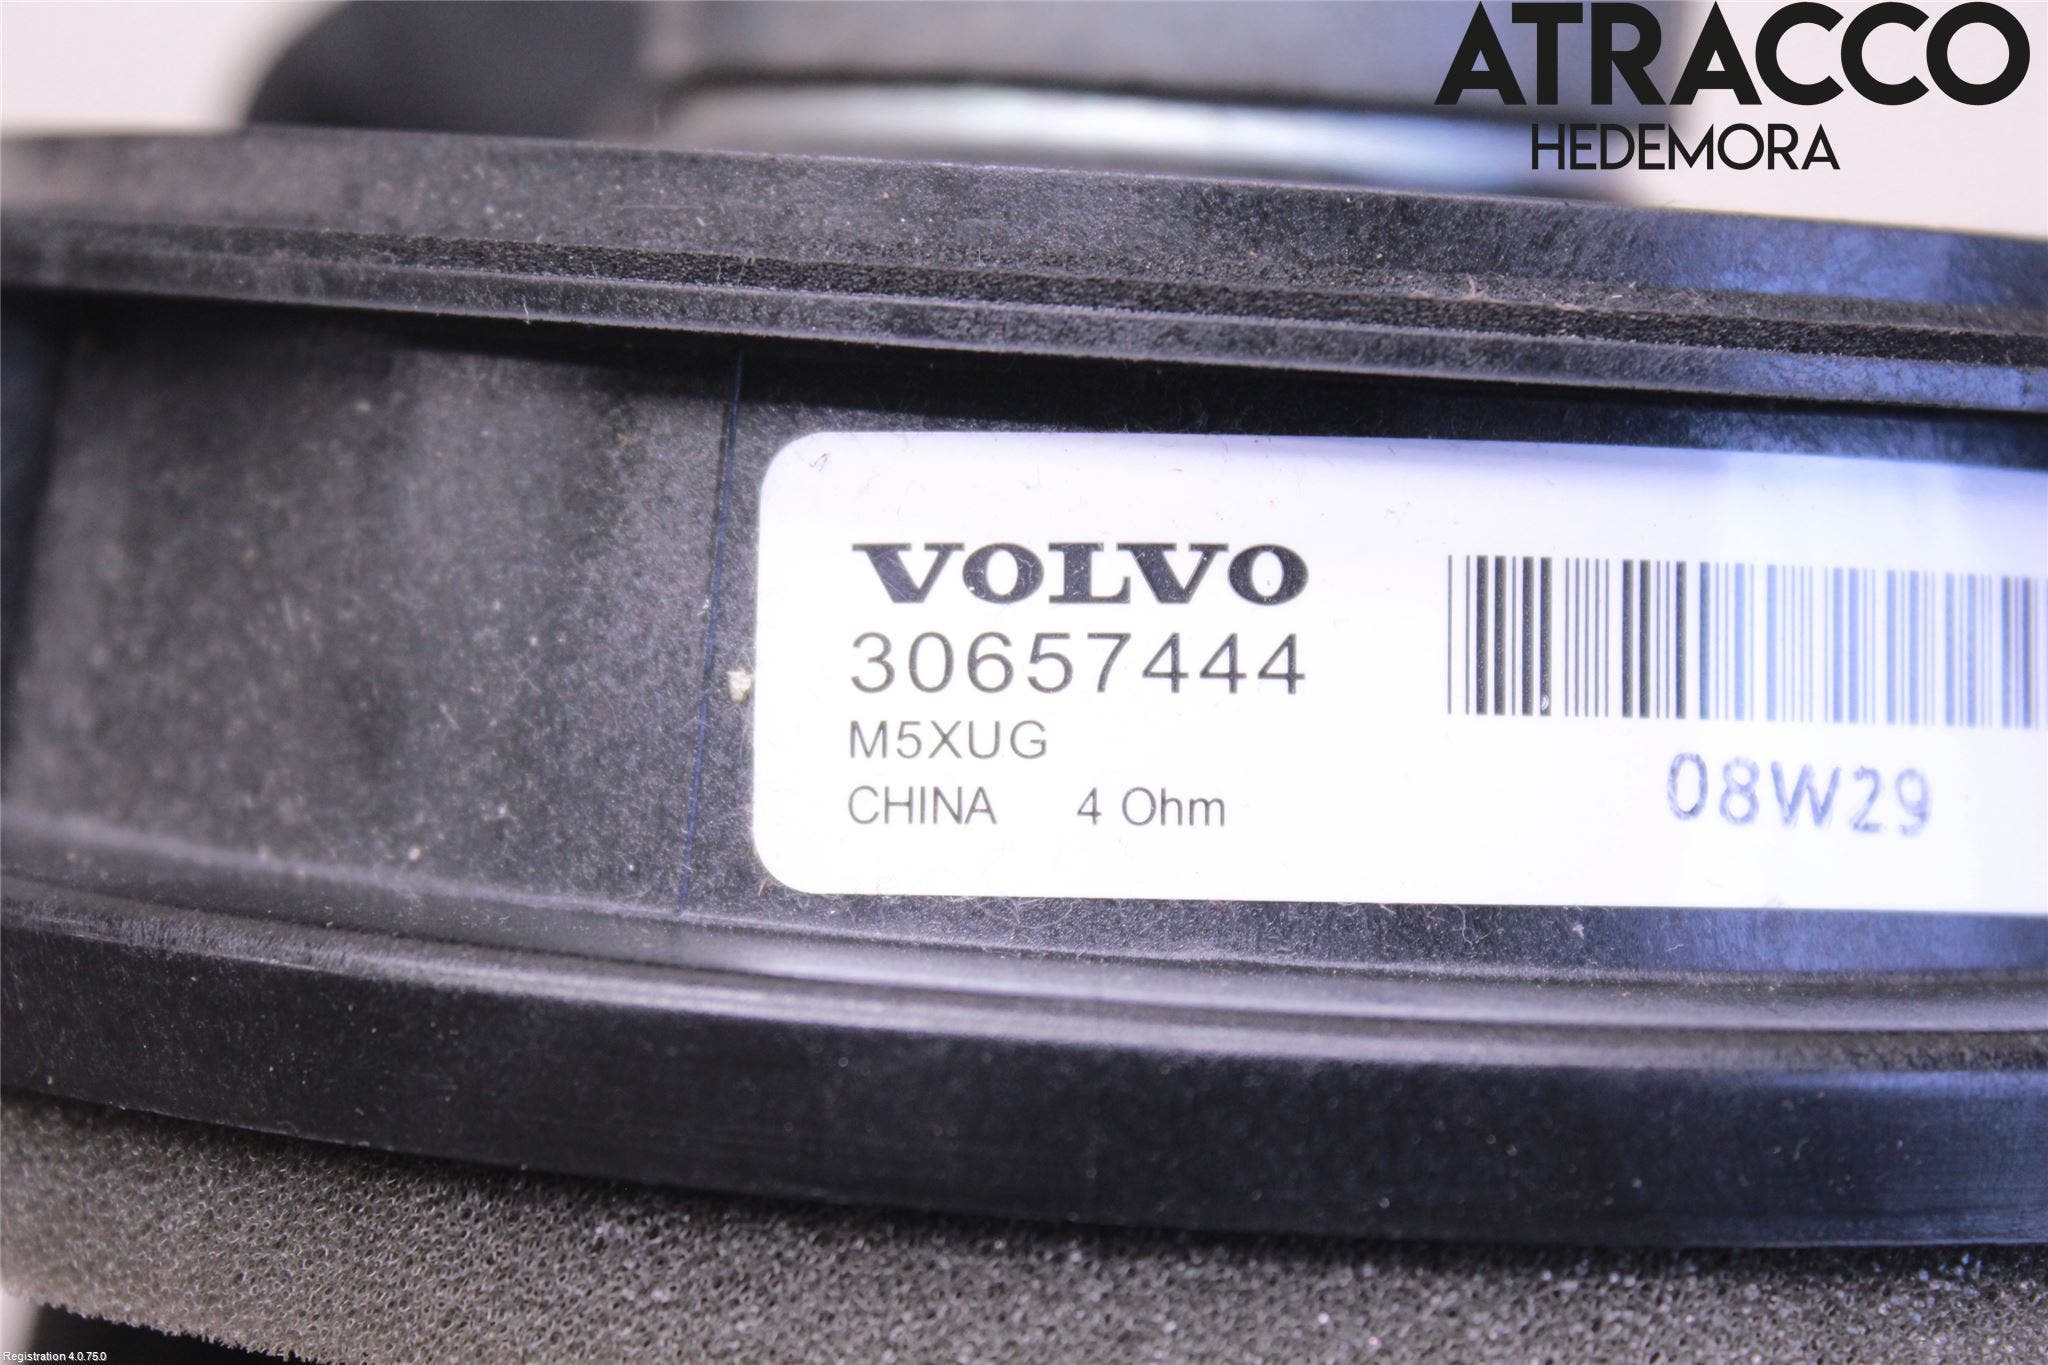 ATRACCO
HEDEMORA
VOLVO
30657444
M5XUG
CHINA 4 Ohm
08W29
Registration 4.0.75.0